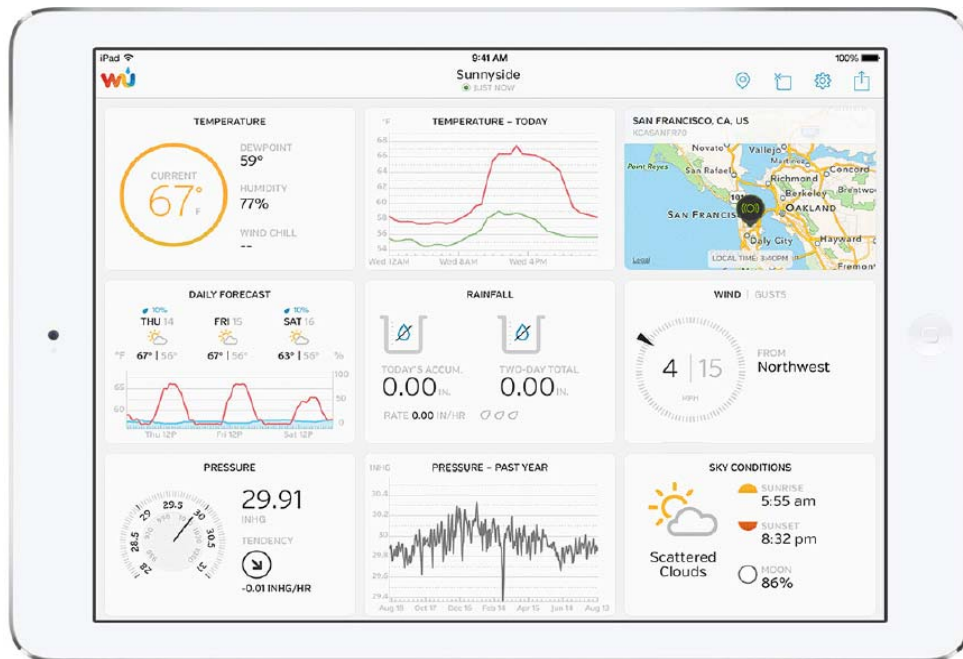 iPad
9:41 AM
100%
wu
Sunnyside
JUST NOW
TEMPERATURE
CURRENT
67°
F
DEWPOINT
59°
HUMIDITY
77%
WIND CHILL
--
TEMPERATURE – TODAY
°F
68
66
64
62
60
58
56
54
Wed 12AM Wed 8AM Wed 4PM
SAN FRANCISCO, CA, US
KCASANFR70
Novato
Vallejo
Martinez
Point Reyes
San Rafael
Concord
Richmond
Berkeley
Brentwo
101
SAN FRANCIS
OAKLAND
Daly City
Hayward
Legal
LOCAL TIME: 3:40PM
Fremont
DAILY FORECAST
10% 10%
THU 14 FRI 15 SAT 16
°F 67° | 56° 67° | 56° 63° | 56° %
100
65
50
60
0
Thu 12P Fri 12P Sat 12P
RAINFALL
TODAY'S ACCUM.
0.00 IN.
TWO-DAY TOTAL
0.00 IN.
RATE 0.00 IN/HR
WIND | GUSTS
4 | 15
MPH
FROM
Northwest
PRESSURE
28
28.5
29
29.5
30
30.5
31
29.91
INHG
TENDENCY
-0.01 INHG/HR
PRESSURE – PAST YEAR
INHG
30.4
30.2
30
29.8
29.6
29.4
Aug 15 Oct 17 Dec 15 Feb 14 Apr 15 Jun 14 Aug 13
SKY CONDITIONS
Scattered
Clouds
SUNRISE
5:55 am
SUNSET
8:32 pm
MOON
86%